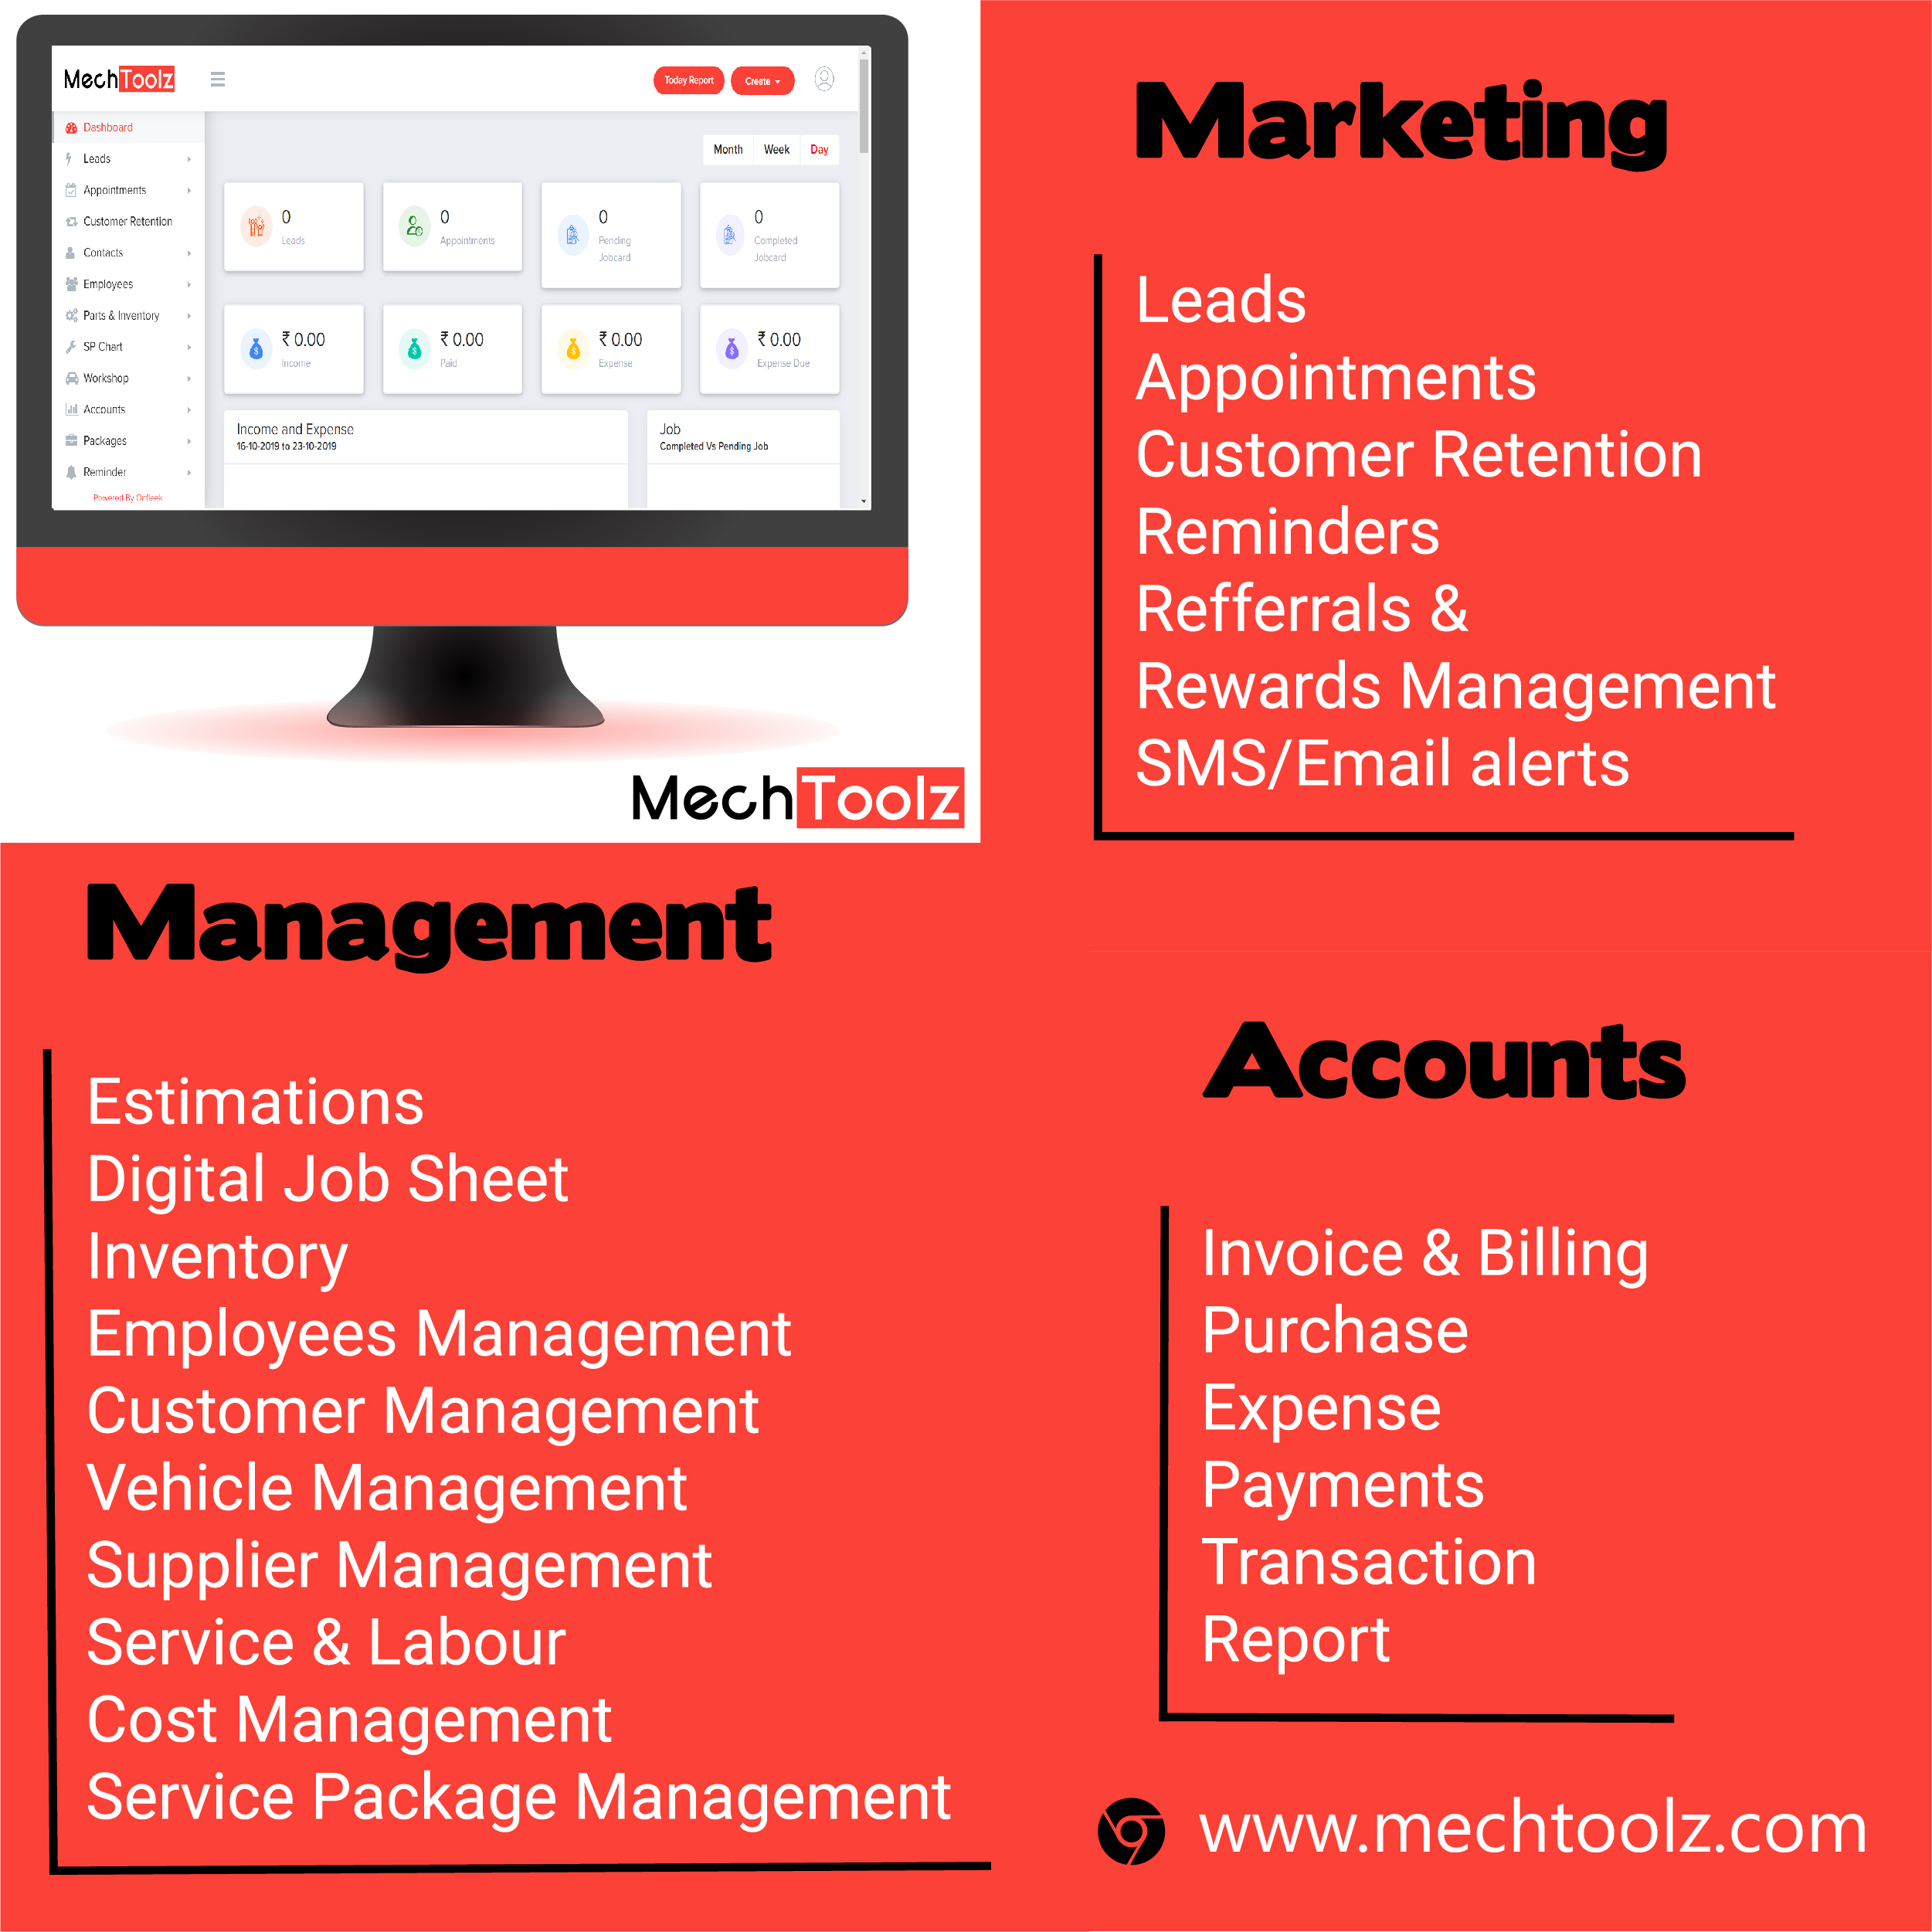 MechToolz
Today Report
Create
Dashboard
Leads
Appointments
Customer Retention
Contacts
Employees
Parts & Inventory
SP Chart
Workshop
Accounts
Packages
Reminder
Powered By Onfleek
Month Week Day
0
Leads
0
Appointments
0
Pending
Jobcard
0
Completed
Jobcard
₹ 0.00
Income
₹ 0.00
Paid
₹ 0.00
Expense
₹ 0.00
Expense Due
Income and Expense
16-10-2019 to 23-10-2019
Job
Completed Vs Pending Job
MechToolz
Marketing
Leads
Appointments
Customer Retention
Reminders
Refferrals &
Rewards Management
SMS/Email alerts
Management
Estimations
Digital Job Sheet
Inventory
Employees Management
Customer Management
Vehicle Management
Supplier Management
Service & Labour
Cost Management
Service Package Management
Accounts
Invoice & Billing
Purchase
Expense
Payments
Transaction
Report
www.mechtoolz.com